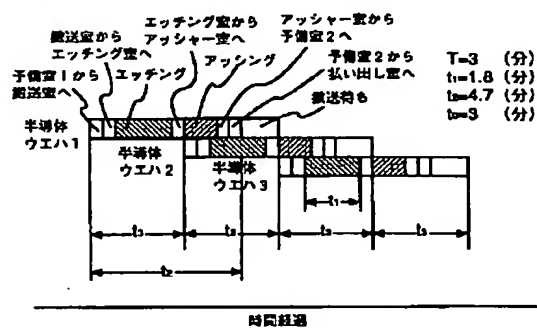 搬送室から
エッチング室へ
エッチング室から
アッシャー室へ
アッシャー室から
予備室2へ
予備室1から
搬送室へ
エッチング
アッシング
予備室2から
払い出し室へ
搬送待ち
T=3 (分)
t₁=1.8 (分)
t₂=4.7 (分)
t₃=3 (分)
半導体
ウエハ1
半導体
ウエハ2
半導体
ウエハ3
t₁
t₃
t₃
t₃
t₃
t₂
時間経過